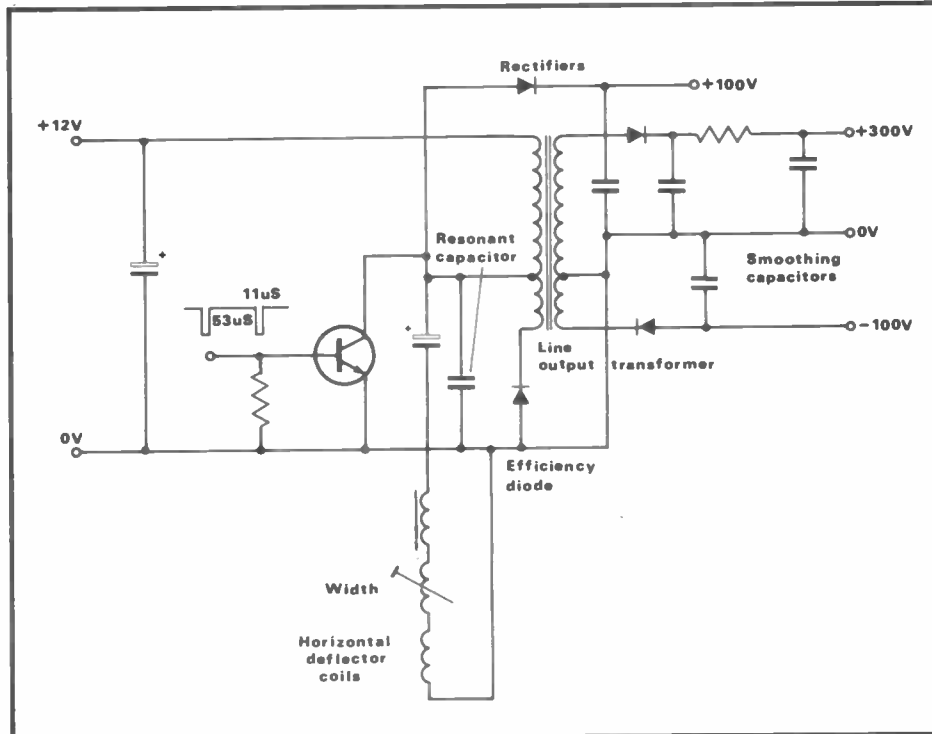 Rectifiers
+100V
+12V
+300V
Resonant
capacitor
0V
Smoothing
capacitors
11uS
53uS
+
+
-100V
Line
output transformer
0V
Efficiency
diode
Width
Horizontal
deflector
coils